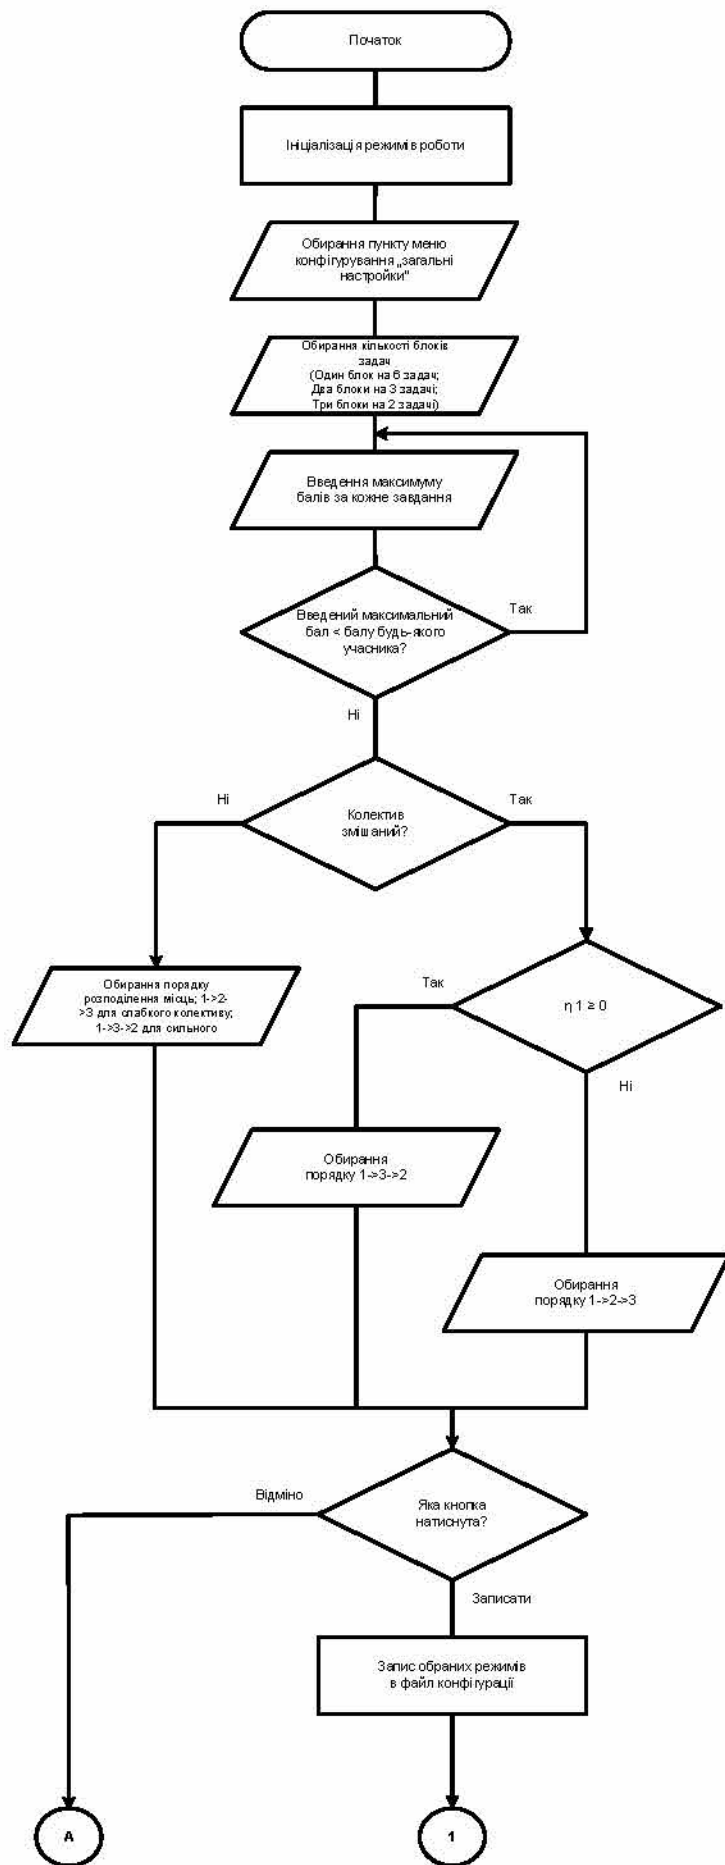 Початок
Ініціалізація режимів роботи
Обирання пункту меню
конфігурування „загальні
настройки"
Обирання кількості блоків
задач
(Один блок на 6 задач;
Два блоки на 3 задачі;
Три блоки на 2 задачі)
Введення максимуму
балів за кожне завдання
Введений максимальний
бал < балу будь-якого
учасника?
Так
Ні
Ні
Колектив
змішаний?
Так
Обирання порядку
розподілення місць; 1->2-
>3 для слабкого колективу;
1->3->2 для сильного
Так
η 1 ≥ 0
Ні
Обирання
порядку 1->3->2
Обирання
порядку 1->2->3
Відміно
Яка кнопка
натиснута?
Записати
Запис обраних режимів
в файл конфігурації
А
1